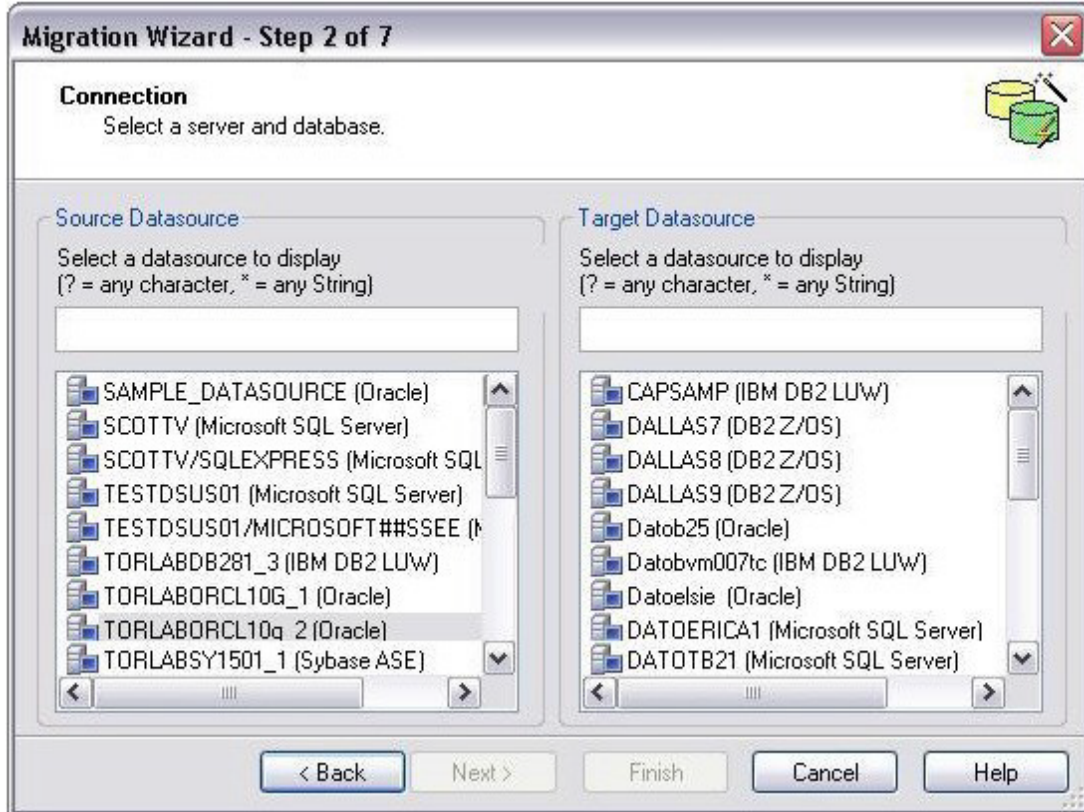 Migration Wizard - Step 2 of 7
Connection
Select a server and database.
Source Datasource
Select a datasource to display
(? = any character, * = any String)
SAMPLE_DATASOURCE (Oracle)
SCOTTV (Microsoft SQL Server)
SCOTTV/SQLEXPRESS (Microsoft SQL
TESTDSUS01 (Microsoft SQL Server)
TESTDSUS01/MICROSOFT##SSEE (M
TORLABDB281_3 (IBM DB2 LUW)
TORLABORCL10G_1 (Oracle)
TORLABORCL10g_2 (Oracle)
TORLABSY1501_1 (Sybase ASE)
Target Datasource
Select a datasource to display
(? = any character, * = any String)
CAPSAMP (IBM DB2 LUW)
DALLAS7 (DB2 Z/OS)
DALLAS8 (DB2 Z/OS)
DALLAS9 (DB2 Z/OS)
Datob25 (Oracle)
Datobvm007tc (IBM DB2 LUW)
Datoelsie (Oracle)
DATOERICA1 (Microsoft SQL Server)
DATOTB21 (Microsoft SQL Server)
< Back
Next >
Finish
Cancel
Help